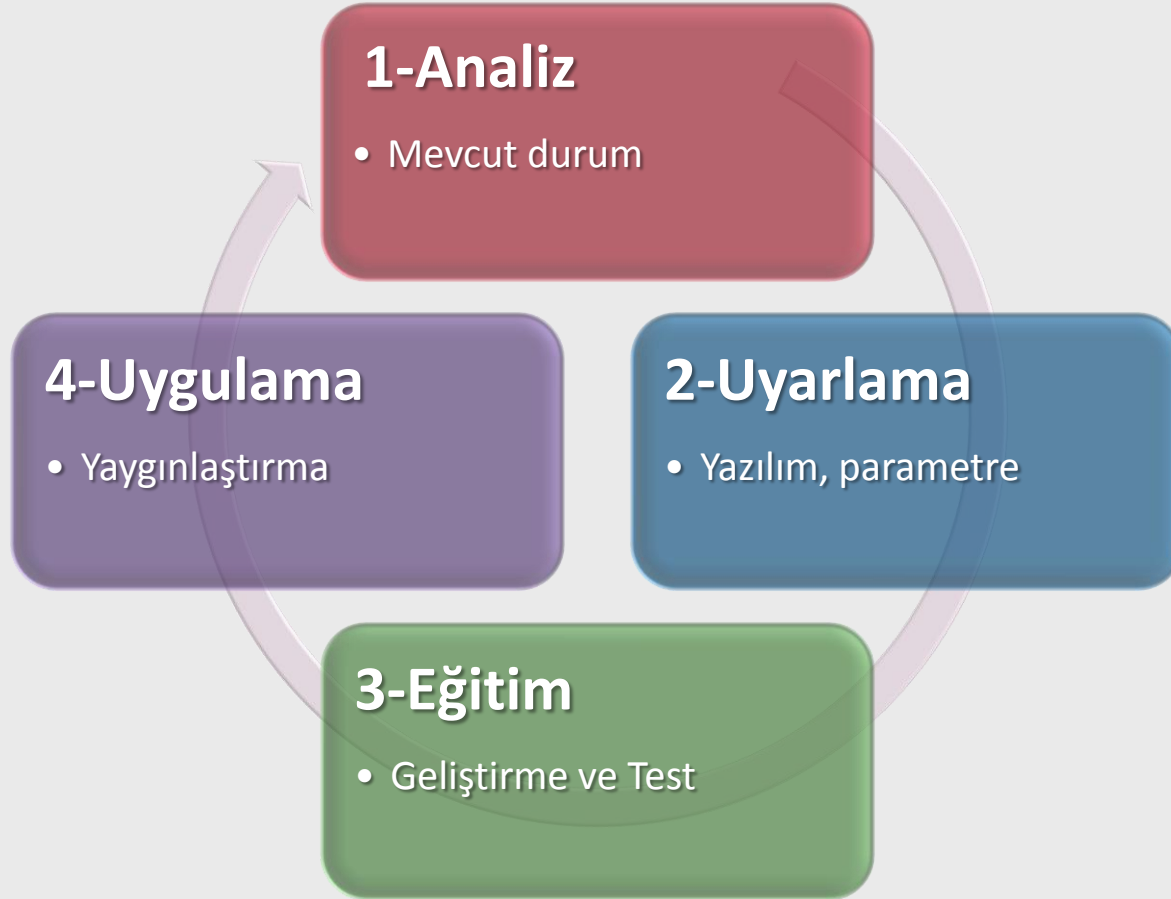 1-Analiz
• Mevcut durum
2-Uyarlama
• Yazılım, parametre
3-Eğitim
• Geliştirme ve Test
4-Uygulama
• Yaygınlaştırma